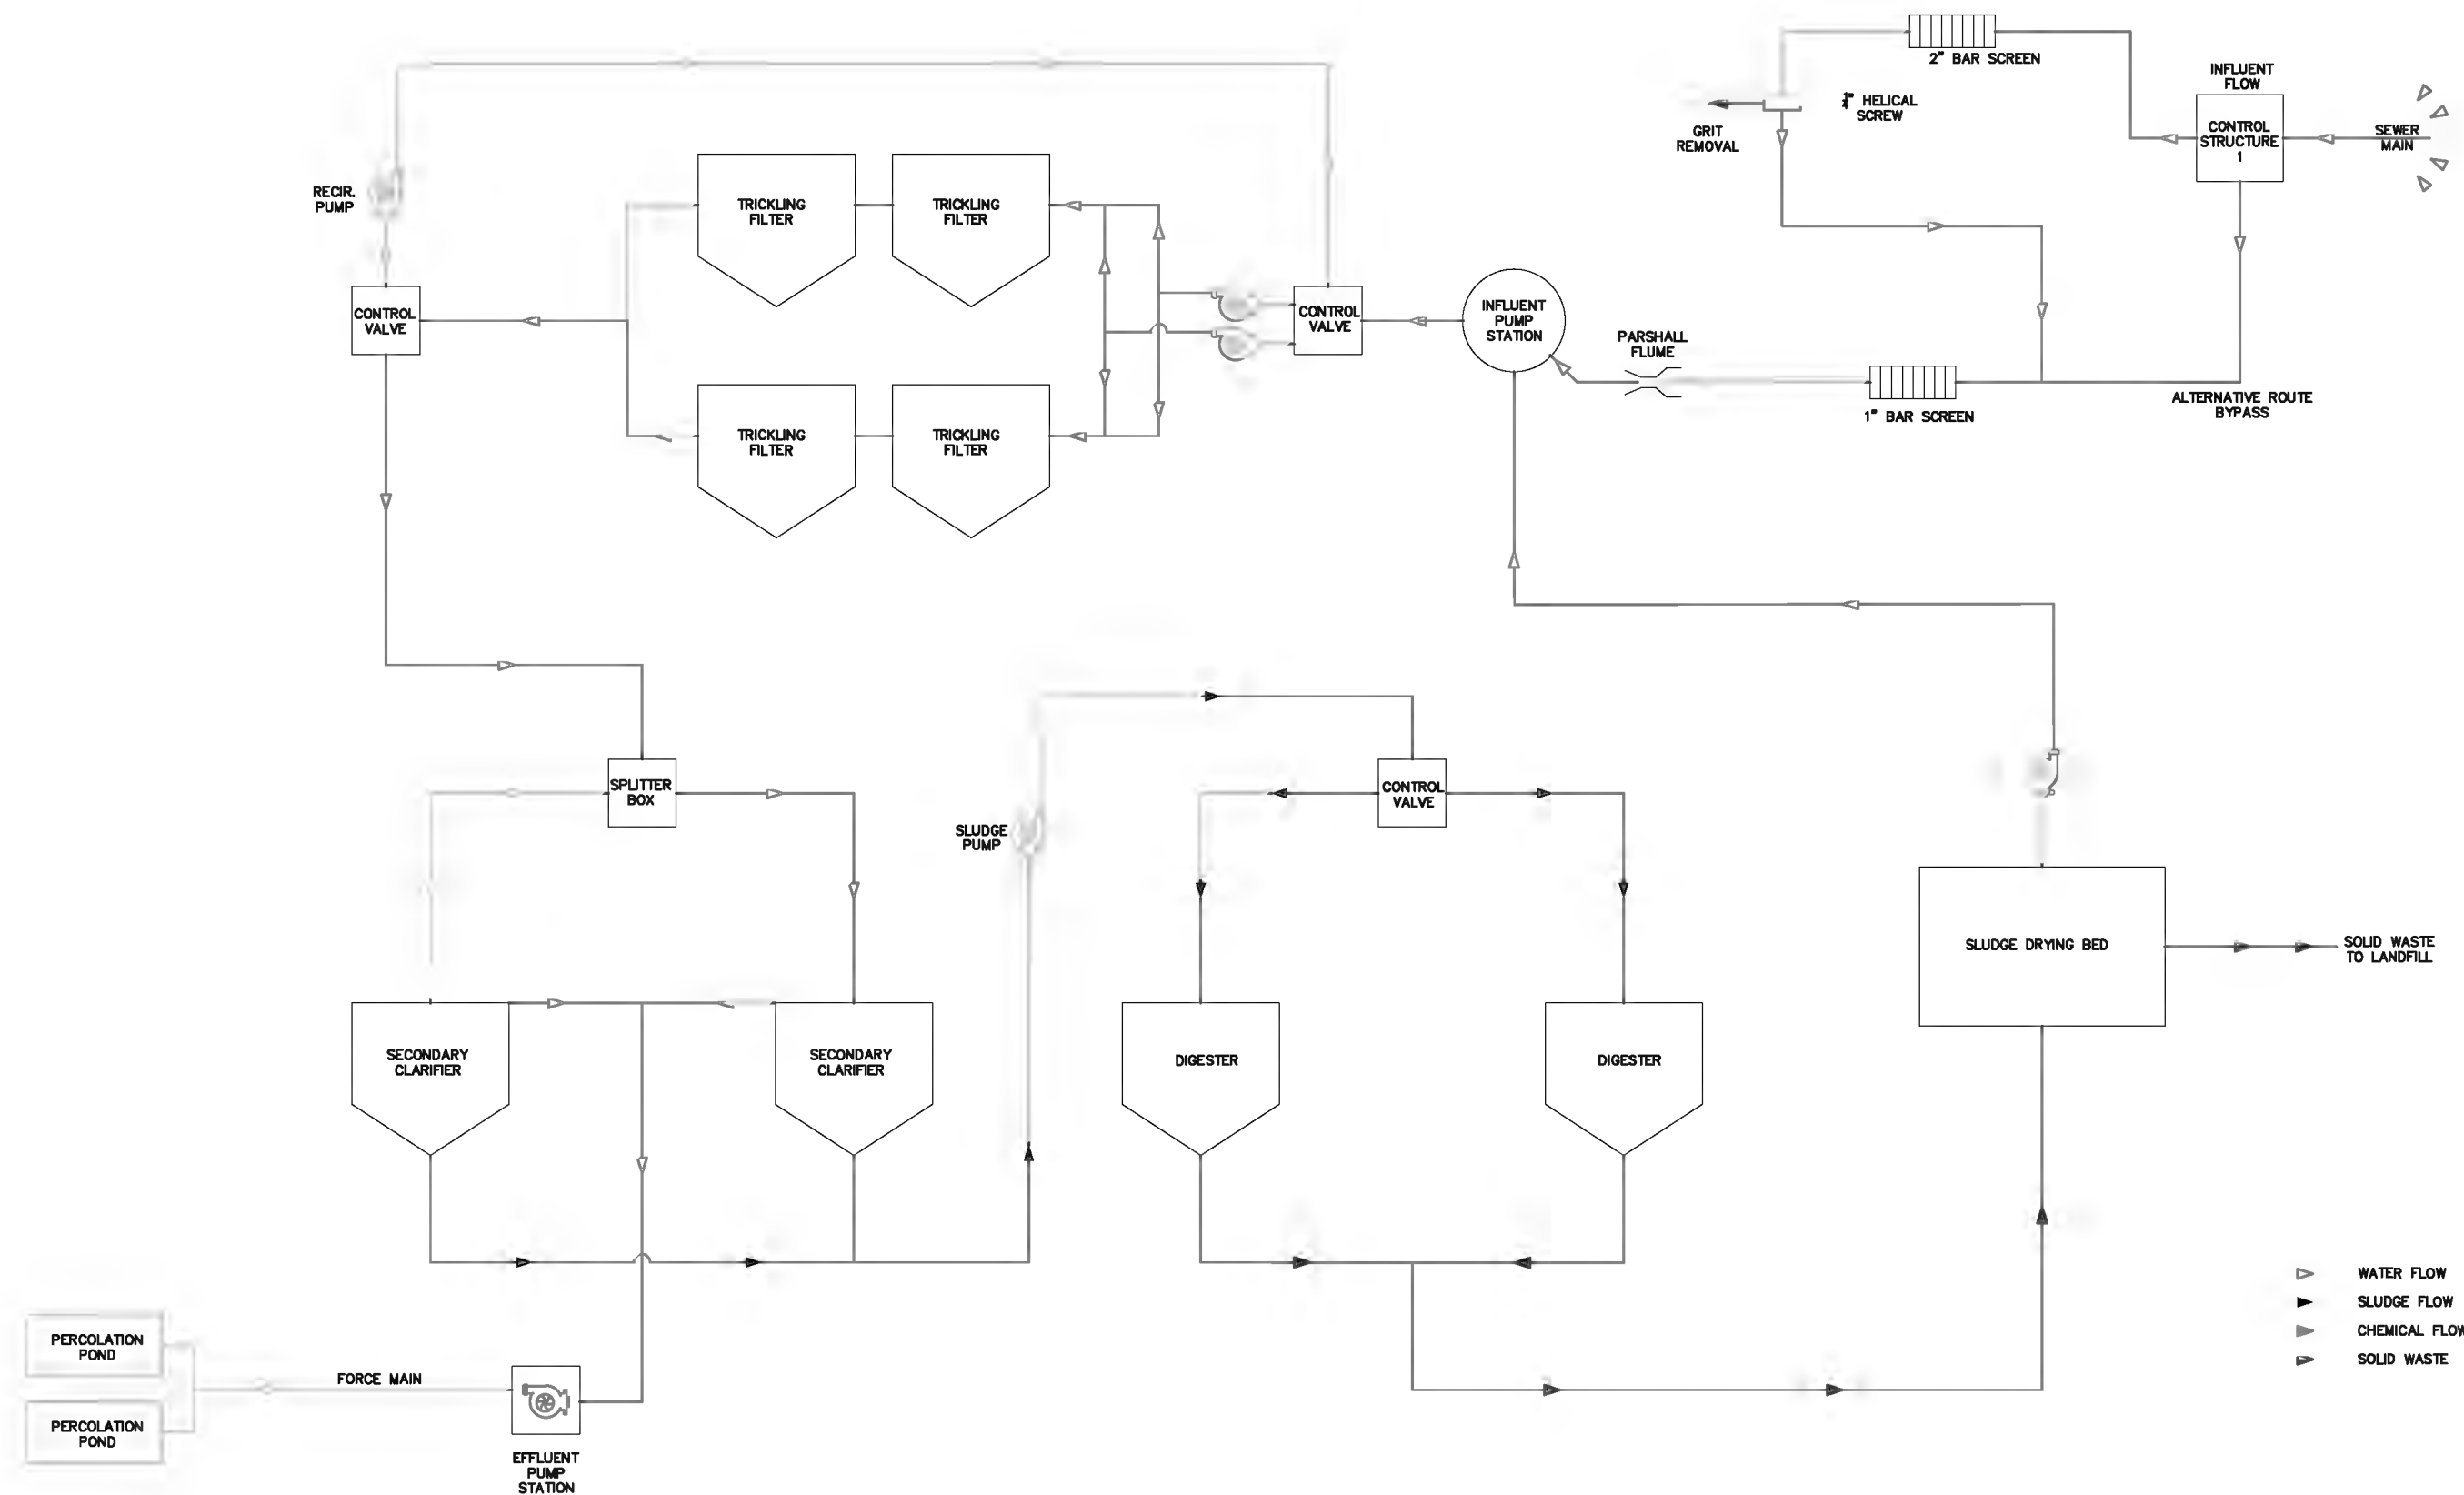 2" BAR SCREEN
INFLUENT
FLOW
CONTROL
STRUCTURE
1
SEWER
MAIN
HELICAL
SCREW
GRIT
REMOVAL
RECIR.
PUMP
TRICKLING
FILTER
TRICKLING
FILTER
CONTROL
VALVE
CONTROL
VALVE
INFLUENT
PUMP
STATION
PARSHALL
FLUME
1" BAR SCREEN
ALTERNATIVE ROUTE
BYPASS
TRICKLING
FILTER
TRICKLING
FILTER
SPLITTER
BOX
SLUDGE
PUMP
CONTROL
VALVE
SLUDGE DRYING BED
SOLID WASTE
TO LANDFILL
SECONDARY
CLARIFIER
SECONDARY
CLARIFIER
DIGESTER
DIGESTER
PERCOLATION
POND
FORCE MAIN
PERCOLATION
POND
EFFLUENT
PUMP
STATION
WATER FLOW
SLUDGE FLOW
CHEMICAL FLOW
SOLID WASTE